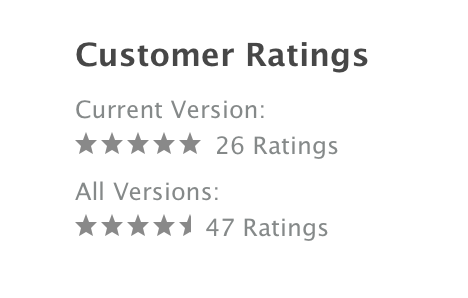 Customer Ratings
Current Version:
26 Ratings
All Versions:
47 Ratings